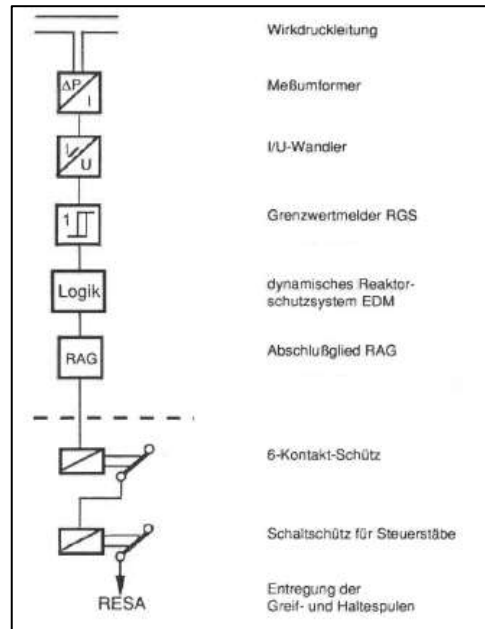 Wirkdruckleitung
ΔP
I
Meßumformer
I
U
I/U-Wandler
1
Grenzwertmelder RGS
Logik
dynamisches Reaktor-
schutzsystem EDM
RAG
Abschlußglied RAG
6-Kontakt-Schütz
Schaltschütz für Steuerstäbe
RESA
Entregung der
Greif- und Haltespulen